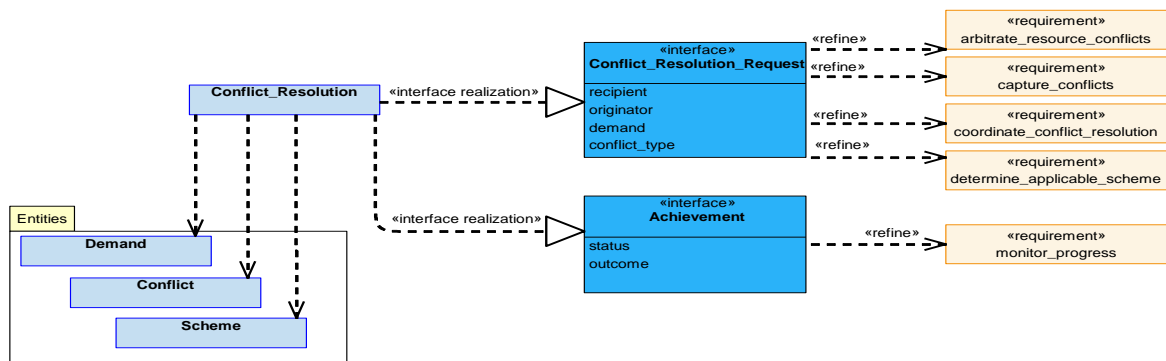 Conflict_Resolution
«interface realization»
«interface»
Conflict_Resolution_Request
recipient
originator
demand
conflict_type
«refine»
«requirement»
arbitrate_resource_conflicts
«refine»
«requirement»
capture_conflicts
«refine»
«requirement»
coordinate_conflict_resolution
«refine»
«requirement»
determine_applicable_scheme
«interface realization»
«interface»
Achievement
status
outcome
«refine»
«requirement»
monitor_progress
Entities
Demand
Conflict
Scheme